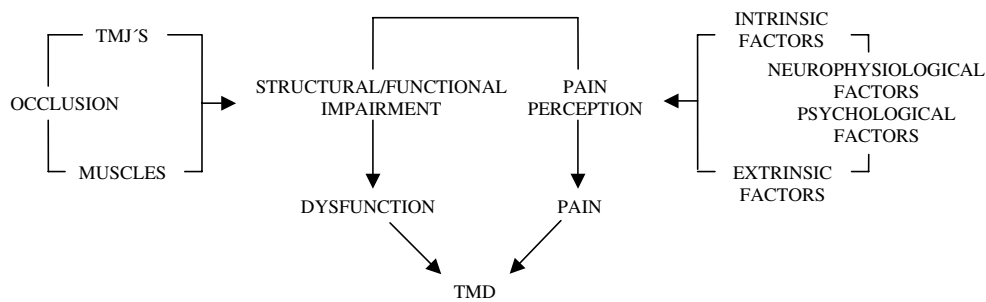 TMJ´S
OCCLUSION
MUSCLES
STRUCTURAL/FUNCTIONAL
IMPAIRMENT
PAIN
PERCEPTION
INTRINSIC
FACTORS
NEUROPHYSIOLOGICAL
FACTORS
PSYCHOLOGICAL
FACTORS
EXTRINSIC
FACTORS
DYSFUNCTION
PAIN
TMD